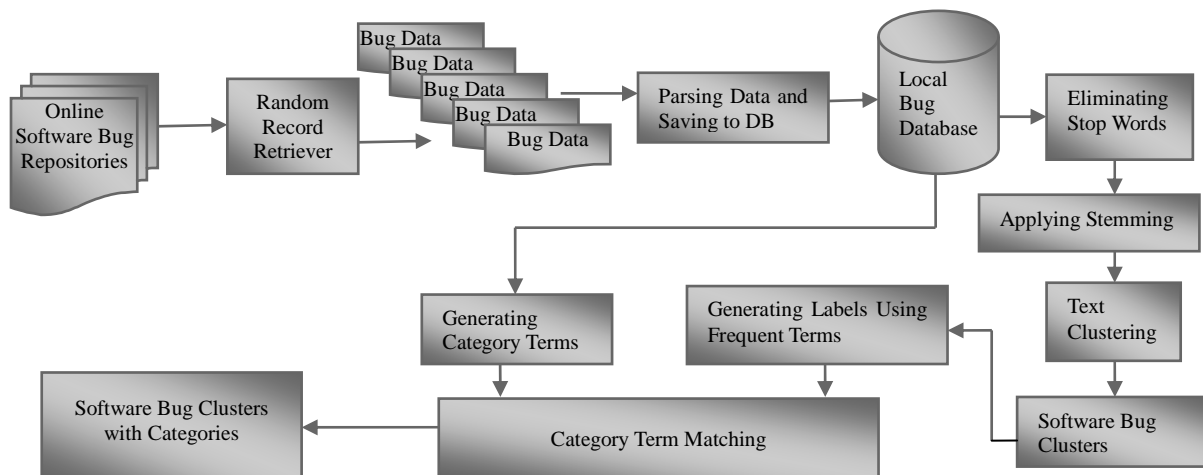 Online
Software Bug
Repositories
Random
Record
Retriever
Bug Data
Bug Data
Bug Data
Bug Data
Bug Data
Parsing Data and
Saving to DB
Local
Bug
Database
Eliminating
Stop Words
Applying Stemming
Text
Clustering
Software Bug
Clusters
Generating Labels Using
Frequent Terms
Generating
Category Terms
Category Term Matching
Software Bug Clusters
with Categories